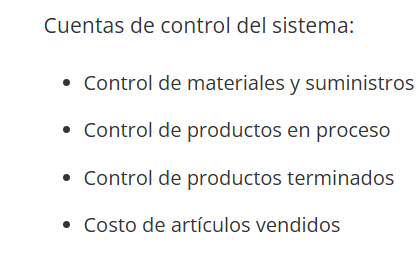 Cuentas de control del sistema:
• Control de materiales y suministros
• Control de productos en proceso
• Control de productos terminados
• Costo de artículos vendidos